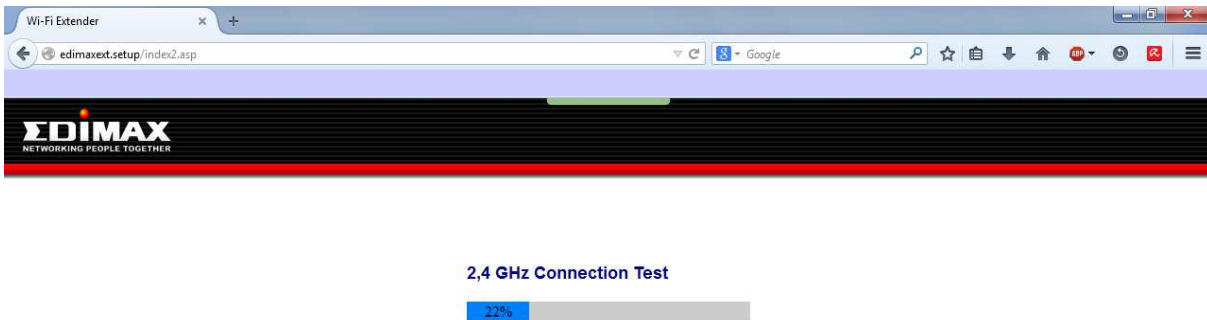 Wi-Fi Extender
edimaxext.setup/index2.asp
Google
EDIMAX
NETWORKING PEOPLE TOGETHER
2,4 GHz Connection Test
22%